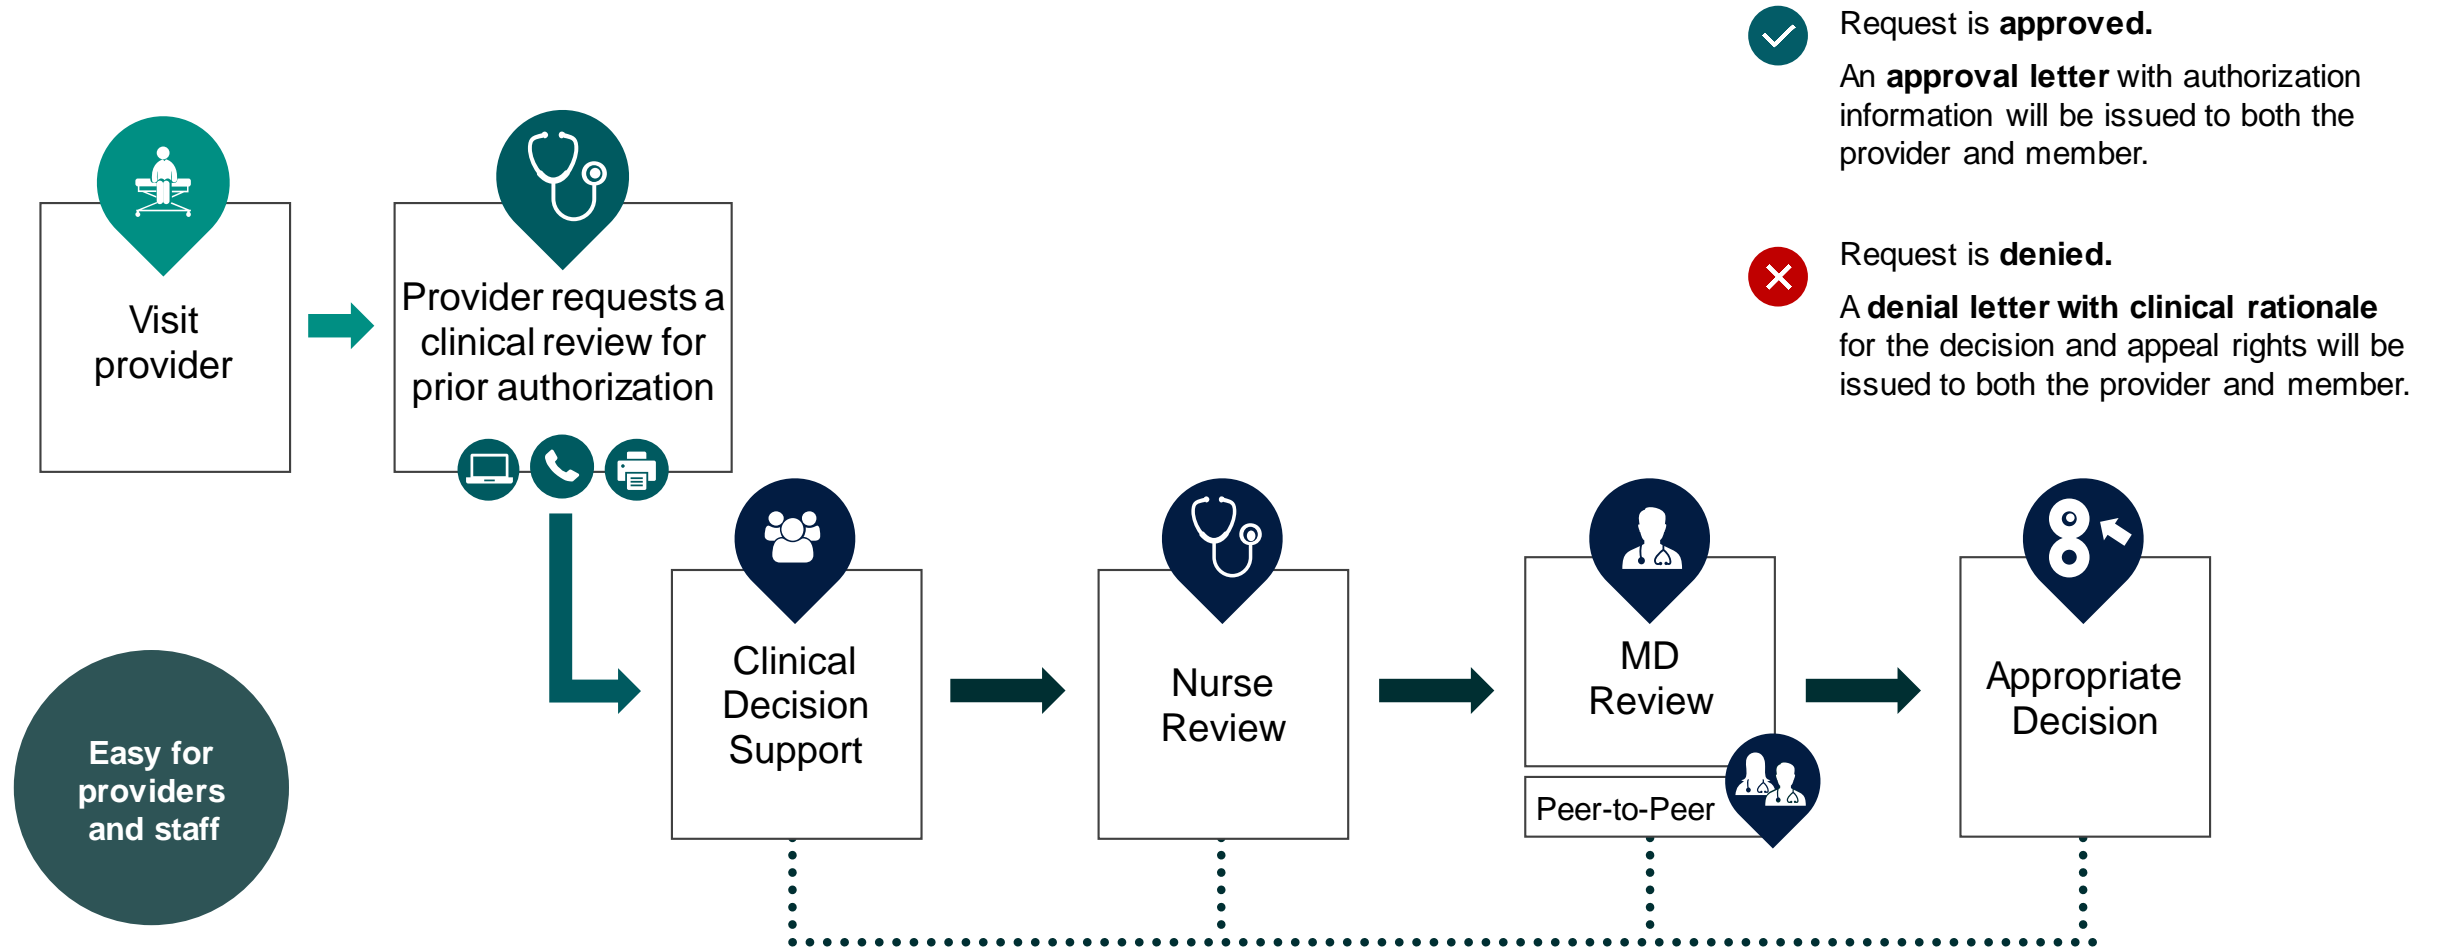 Request is approved.
An approval letter with authorization
information will be issued to both the
provider and member.
Request is denied.
A denial letter with clinical rationale
for the decision and appeal rights will be
issued to both the provider and member.
Visit
provider
Provider requests a
clinical review for
prior authorization
Easy for
providers
and staff
Clinical
Decision
Support
Nurse
Review
MD
Review
Peer-to-Peer
Appropriate
Decision